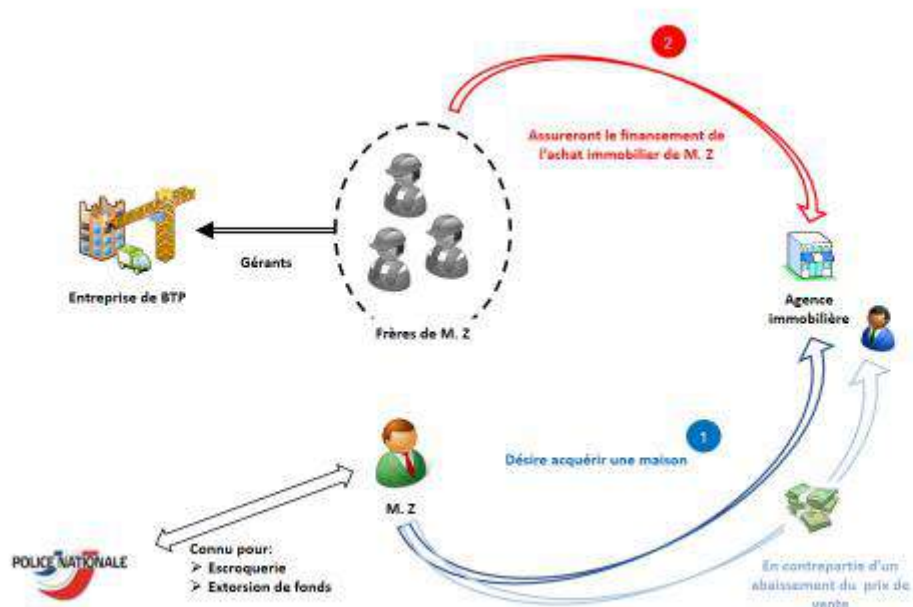 2
Assureront le financement de
l'achat immobilier de M. Z
Gérants
Entreprise de BTP
Frères de M. Z
Agence
immobilière
1
Désire acquérir une maison
M. Z
POLICE NATIONALE
Connu pour:
➢ Escroquerie
➢ Extorsion de fonds
En contrepartie d'un
abaissement du prix de
vente